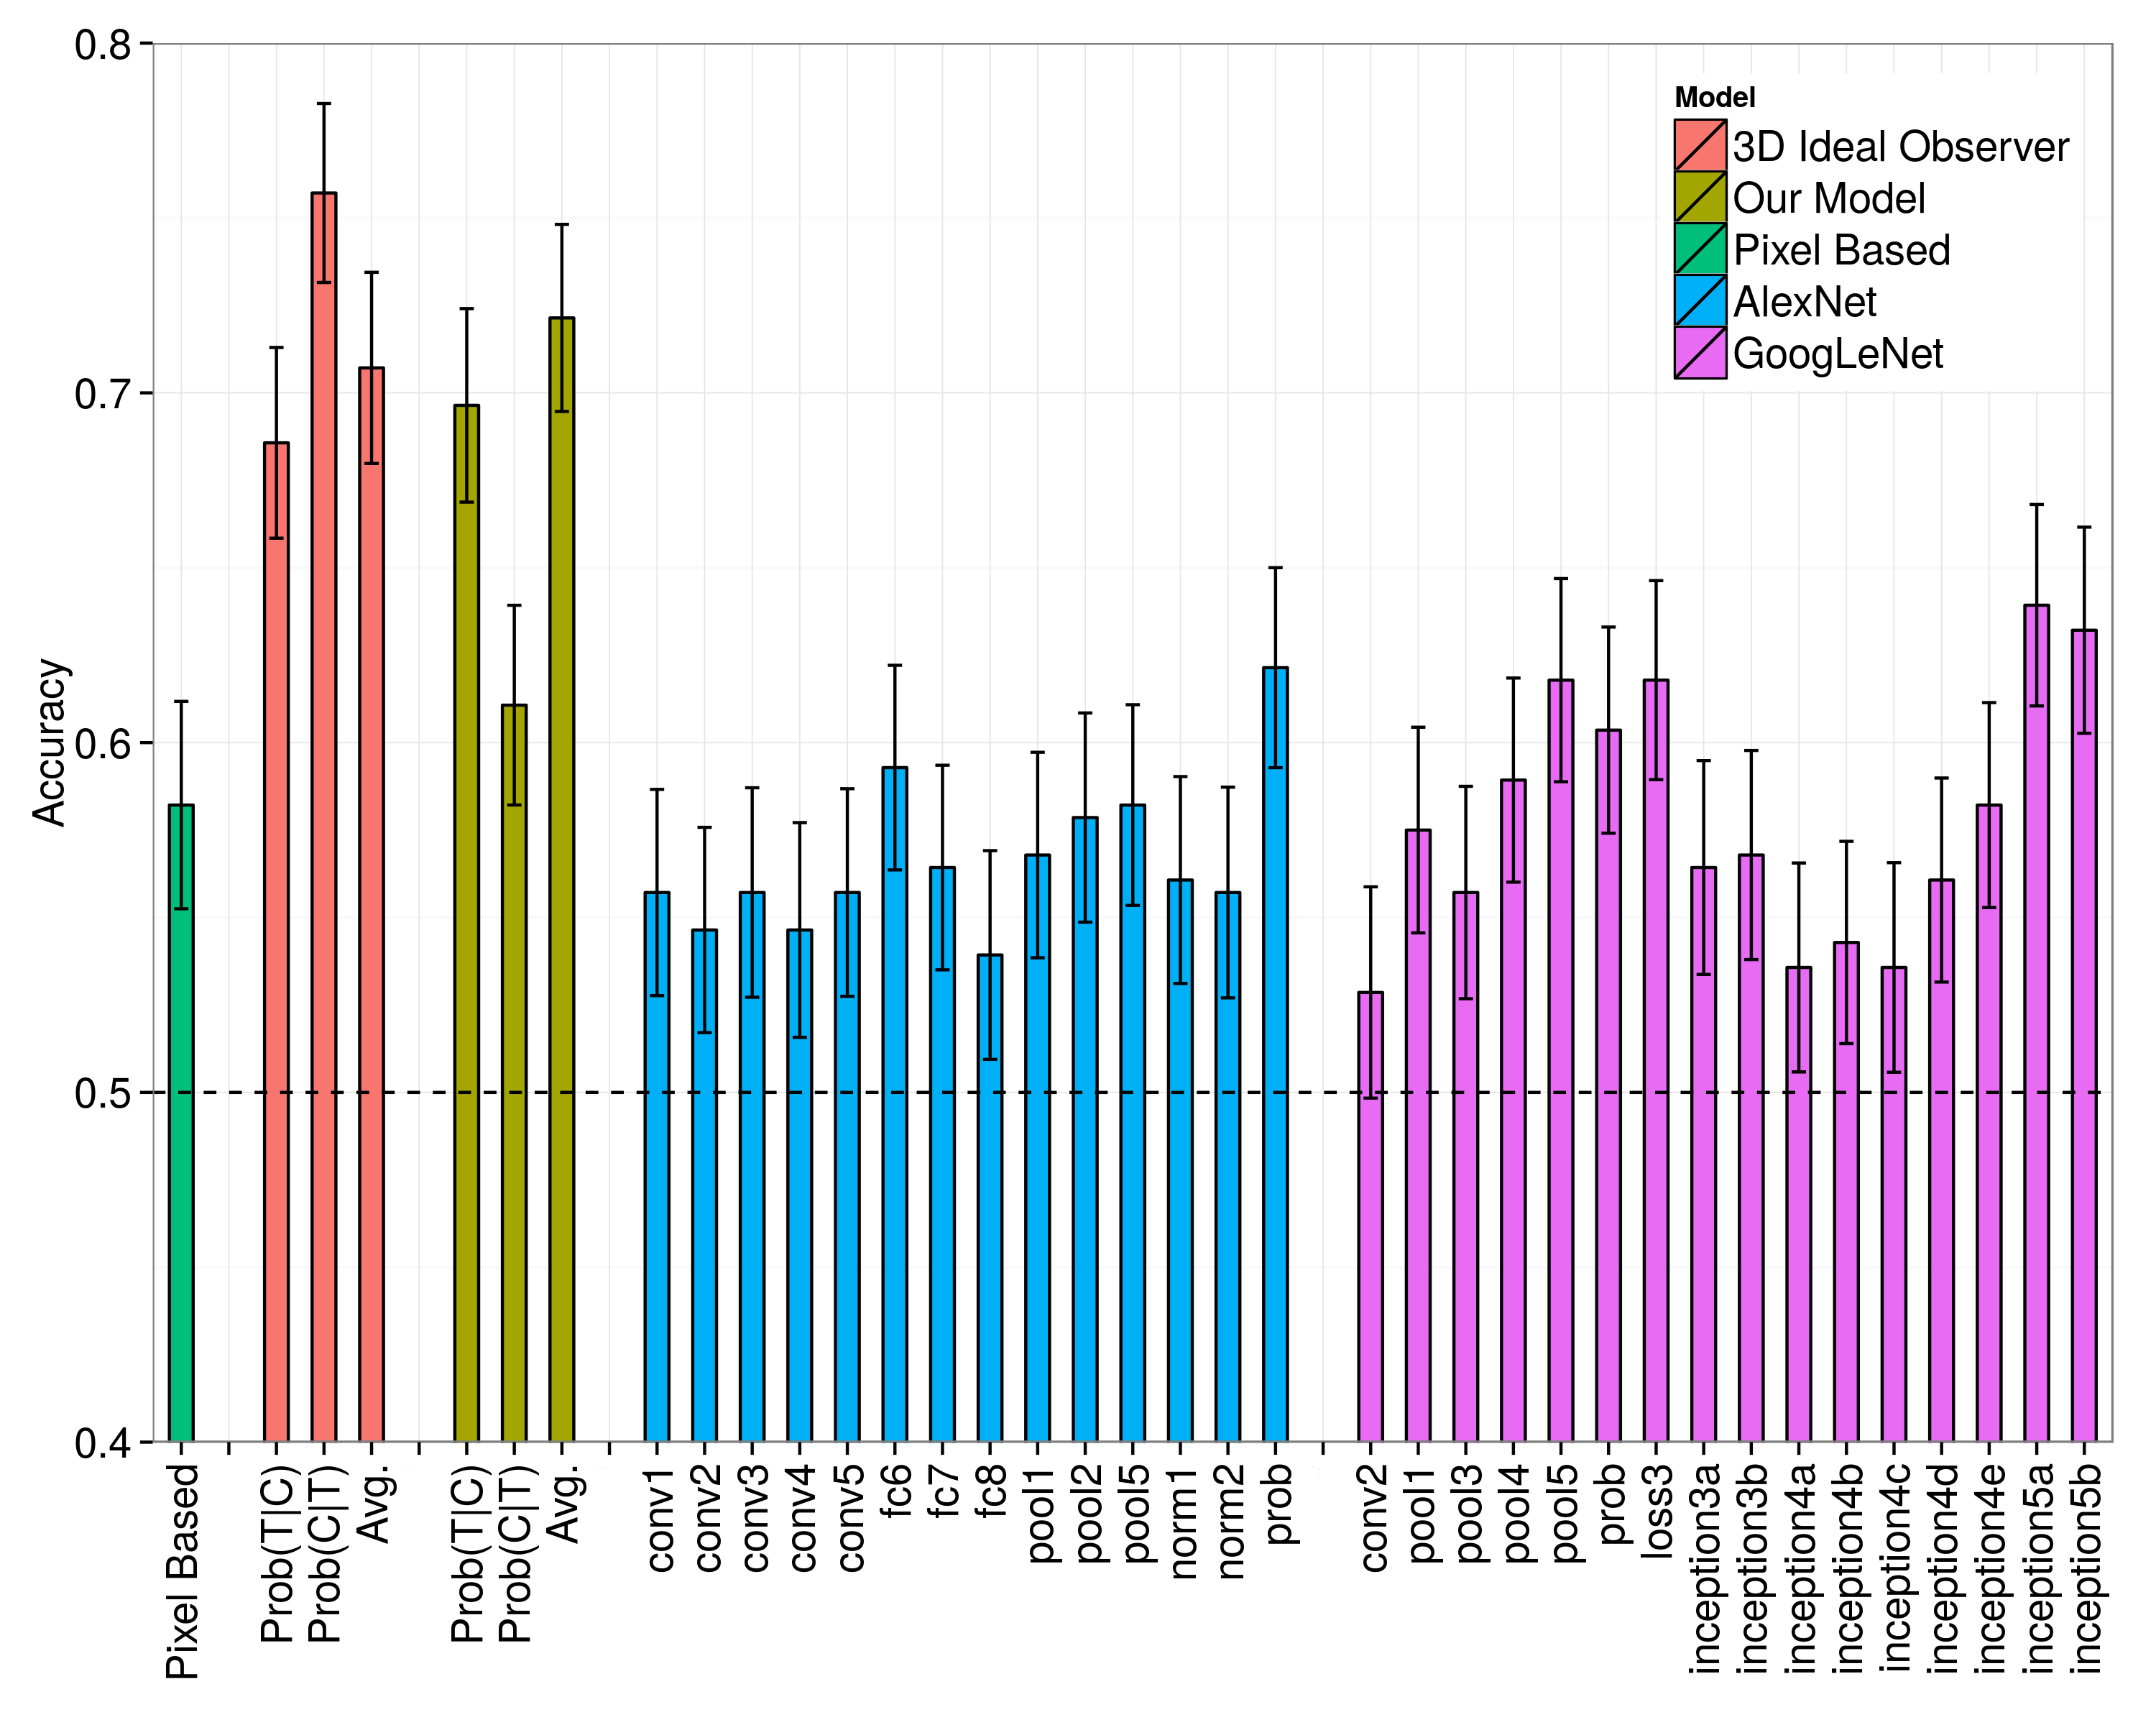 Accuracy
0.8
0.7
0.6
0.5
0.4
Model
3D Ideal Observer
Our Model
Pixel Based
AlexNet
GoogLeNet
Pixel Based
Prob(T|C)
Prob(C|T)
Avg.
Prob(T|C)
Prob(C|T)
Avg.
conv1
conv2
conv3
conv4
conv5
fc6
fc7
fc8
pool1
pool2
pool5
norm1
norm2
prob
conv2
pool1
pool3
pool4
pool5
prob
loss3
inception3a
inception3b
inception4a
inception4b
inception4c
inception4d
inception4e
inception5a
inception5b